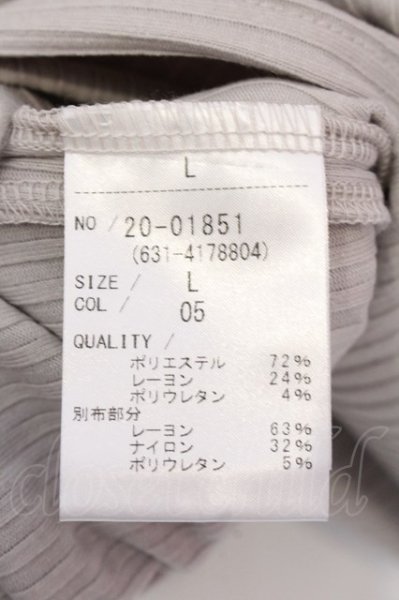 L
NO / 20-01851
(631-4178804)
SIZE / L
COL / 05
QUALITY /
ポリエステル 72%
レーヨン 24%
ポリウレタン 4%
別布部分
レーヨン 63%
ナイロン 32%
ポリウレタン 5%